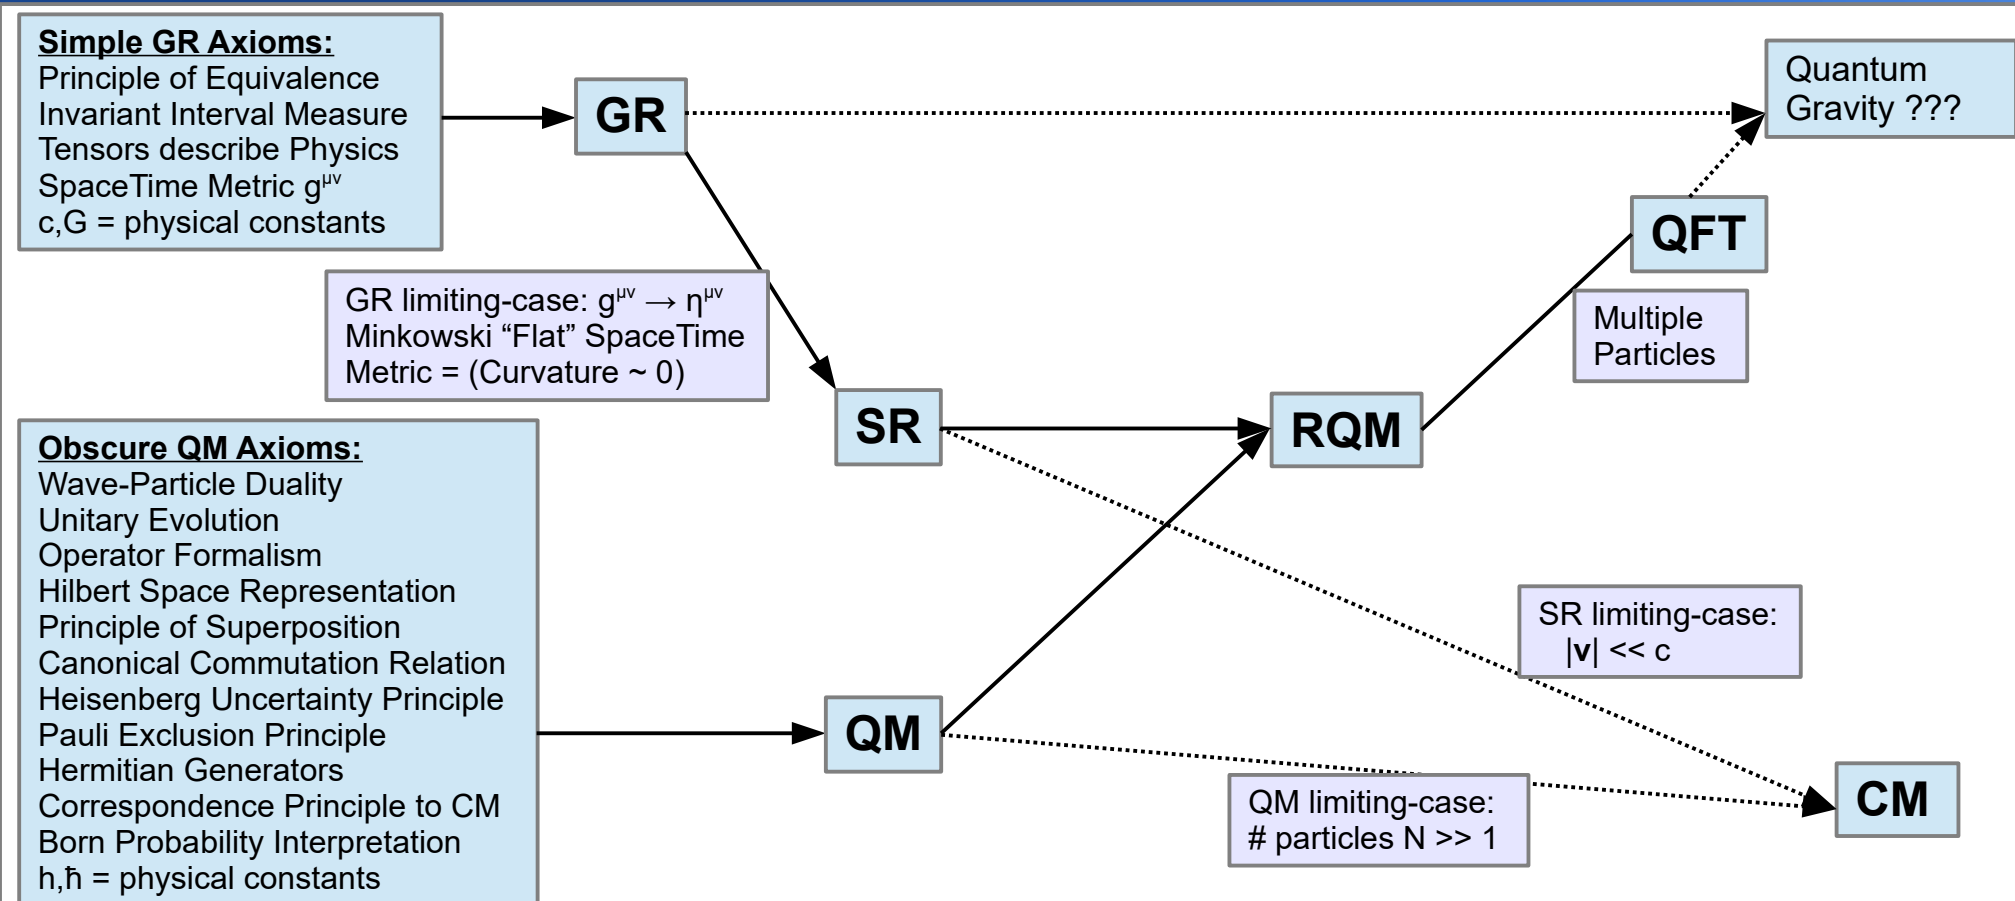 Simple GR Axioms:
Principle of Equivalence
Invariant Interval Measure
Tensors describe Physics
SpaceTime Metric g^μν
c,G = physical constants
GR
Quantum
Gravity ???
QFT
GR limiting-case: g^μν → η^μν
Minkowski “Flat” SpaceTime
Metric = (Curvature ~ 0)
Multiple
Particles
SR
RQM
Obscure QM Axioms:
Wave-Particle Duality
Unitary Evolution
Operator Formalism
Hilbert Space Representation
Principle of Superposition
Canonical Commutation Relation
Heisenberg Uncertainty Principle
Pauli Exclusion Principle
Hermitian Generators
Correspondence Principle to CM
Born Probability Interpretation
h,ħ = physical constants
SR limiting-case:
|v| << c
QM
QM limiting-case:
# particles N >> 1
CM